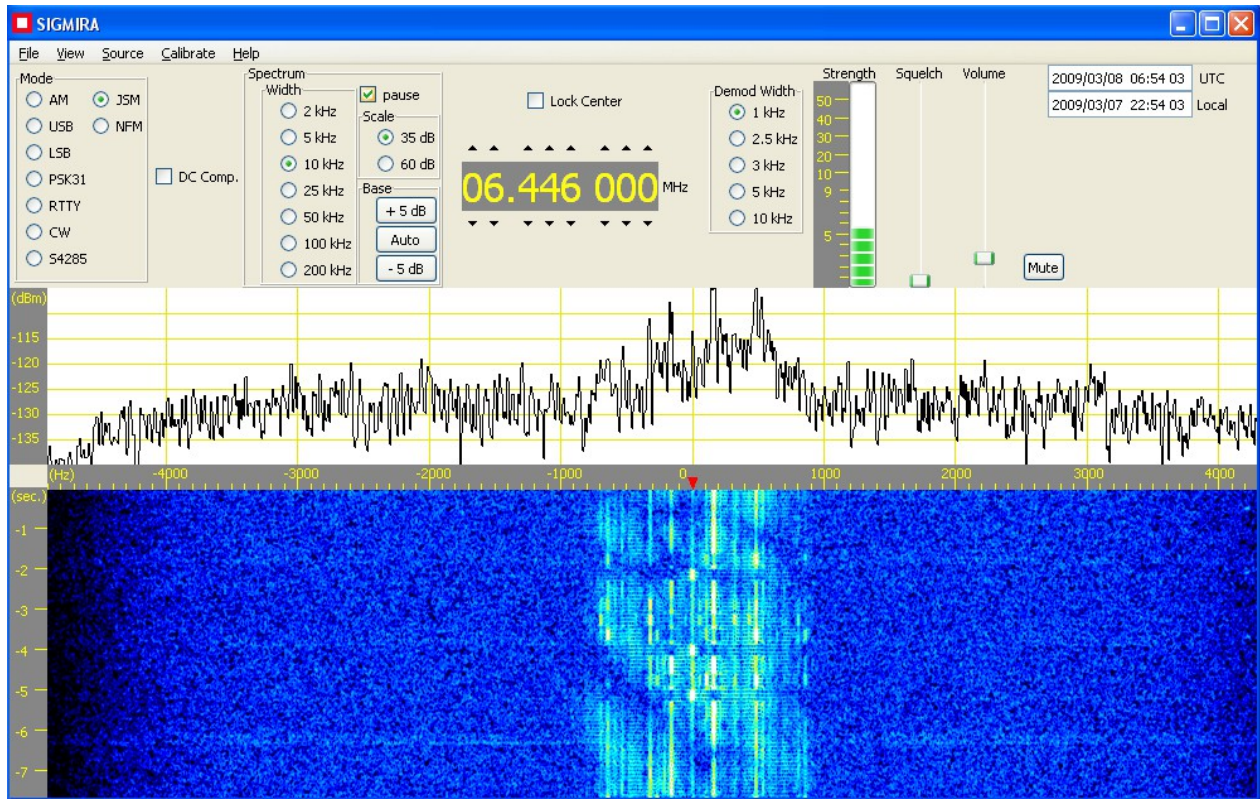 SIGMIRA
File View Source Calibrate Help
Mode
AM JSM
USB NFM
LSB
PSK31
RTTY
CW
S4285
DC Comp.
Spectrum
Width
2 kHz
5 kHz
10 kHz
25 kHz
50 kHz
100 kHz
200 kHz
pause
Scale
35 dB
60 dB
Base
+ 5 dB
Auto
- 5 dB
Lock Center
06.446 000 MHz
Demod Width
1 kHz
2.5 kHz
3 kHz
5 kHz
10 kHz
Strength
50
40
30
20
10
9
5
Squelch
Volume
Mute
2009/03/08 06:54 03 UTC
2009/03/07 22:54 03 Local
(dBm)
-115
-120
-125
-130
-135
(Hz) -4000 -3000 -2000 -1000 0 1000 2000 3000 4000
(sec.)
-1
-2
-3
-4
-5
-6
-7